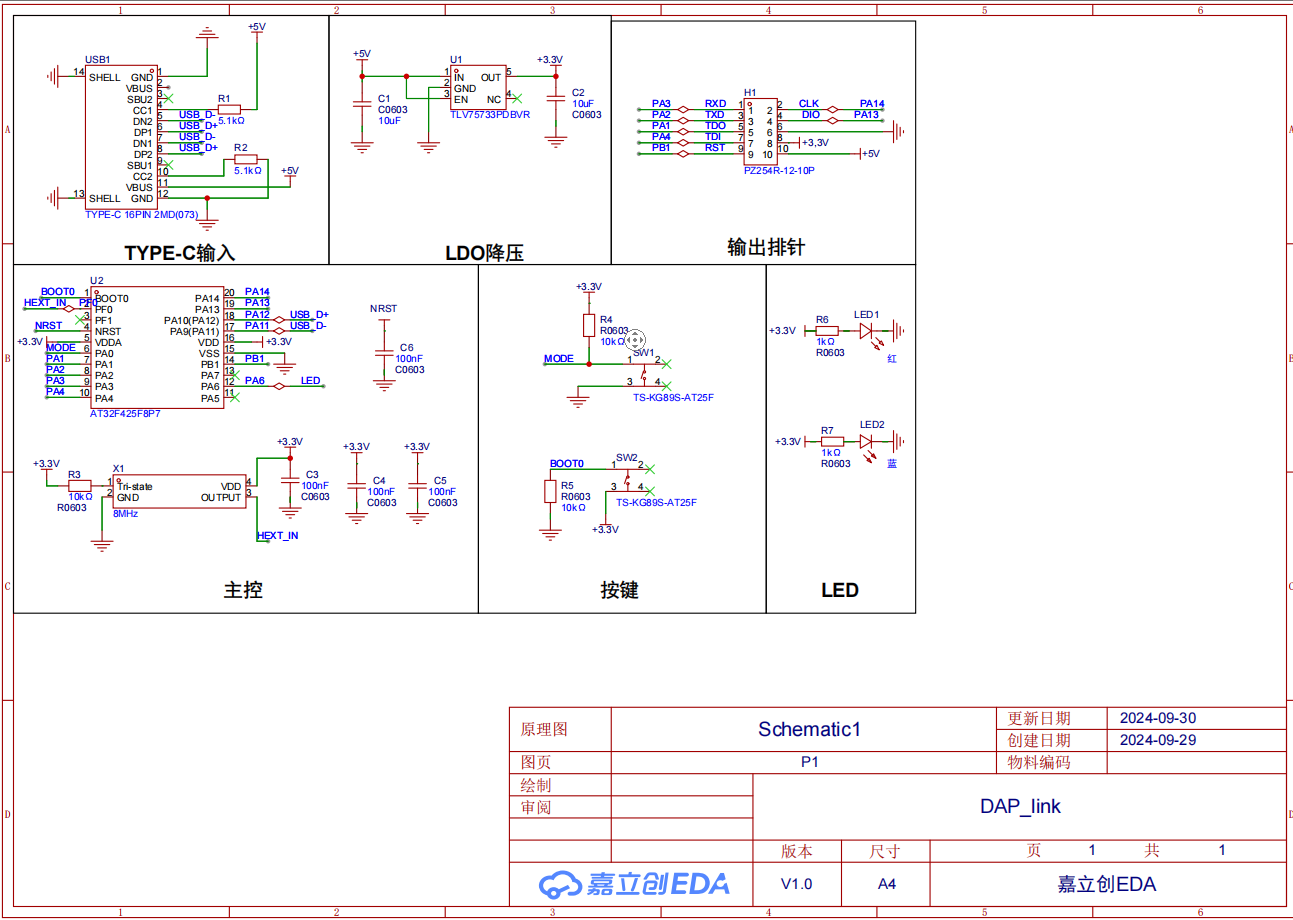 1 2 3 4 5 6
A
B
C
D
USB1
14 SHELL GND 1
VBUS 2
SBU2 3
CC1 4
DN2 5 USB_D-
DP1 6 USB_D+
DN1 7 USB_D-
DP2 8 USB_D+
SBU1 9
CC2 10
VBUS 11
13 SHELL GND 12
TYPE-C 16PIN 2MD(073)
+5V
R1
5.1kΩ
R2
5.1kΩ
+5V
TYPE-C输入
+5V
C1
C0603
10uF
U1
1 IN OUT 5
2 GND
3 EN NC 4
TLV75733PDBVR
+3.3V
C2
10uF
C0603
LDO降压
H1
PA3 RXD 1 1 2 2 CLK PA14
PA2 TXD 3 3 4 4 DIO PA13
PA1 TDO 5 5 6 6
PA4 TDI 7 7 8 8 +3.3V
PB1 RST 9 9 10 10 +5V
PZ254R-12-10P
输出排针
U2
BOOT0 1 BOOT0 PA14 20 PA14
HEXT_IN PF0 2 PF0 PA13 19 PA13
3 PF1 PA10(PA12) 18 PA12 USB_D+
NRST 4 NRST PA9(PA11) 17 PA11 USB_D-
+3.3V 5 VDDA VDD 16 +3.3V
MODE 6 PA0 VSS 15
PA1 7 PA1 PB1 14 PB1
PA2 8 PA2 PA7 13
PA3 9 PA3 PA6 12 PA6 LED
PA4 10 PA4 PA5 11
AT32F425F8P7
NRST
C6
100nF
C0603
+3.3V
R3
10kΩ
R0603
X1
1 Tri-state VDD 4
2 GND OUTPUT 3
8MHz
HEXT_IN
+3.3V
C3
100nF
C0603
+3.3V
C4
100nF
C0603
+3.3V
C5
100nF
C0603
主控
+3.3V
R4
R0603
10kΩ
MODE
SW1
1 2
3 4
TS-KG89S-AT25F
BOOT0
R5
R0603
10kΩ
SW2
1 2
3 4
TS-KG89S-AT25F
+3.3V
按键
+3.3V
R6
1kΩ
R0603
LED1
红
+3.3V
R7
1kΩ
R0603
LED2
蓝
LED
原理图 Schematic1 更新日期 2024-09-30
创建日期 2024-09-29
图页 P1 物料编码
绘制
审阅
DAP_link
版本 尺寸 页 1 共 1
嘉立创EDA V1.0 A4 嘉立创EDA
1 2 3 4 5 6
A
B
C
D